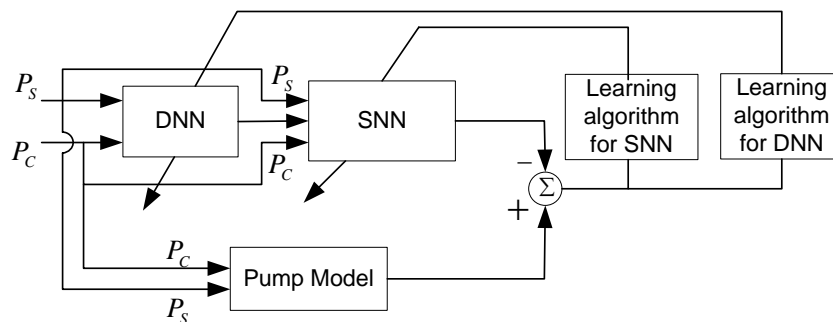 P_S
P_C
DNN
P_S
P_C
SNN
Learning
algorithm
for SNN
Learning
algorithm
for DNN
−
Σ
+
P_C
P_S
Pump Model